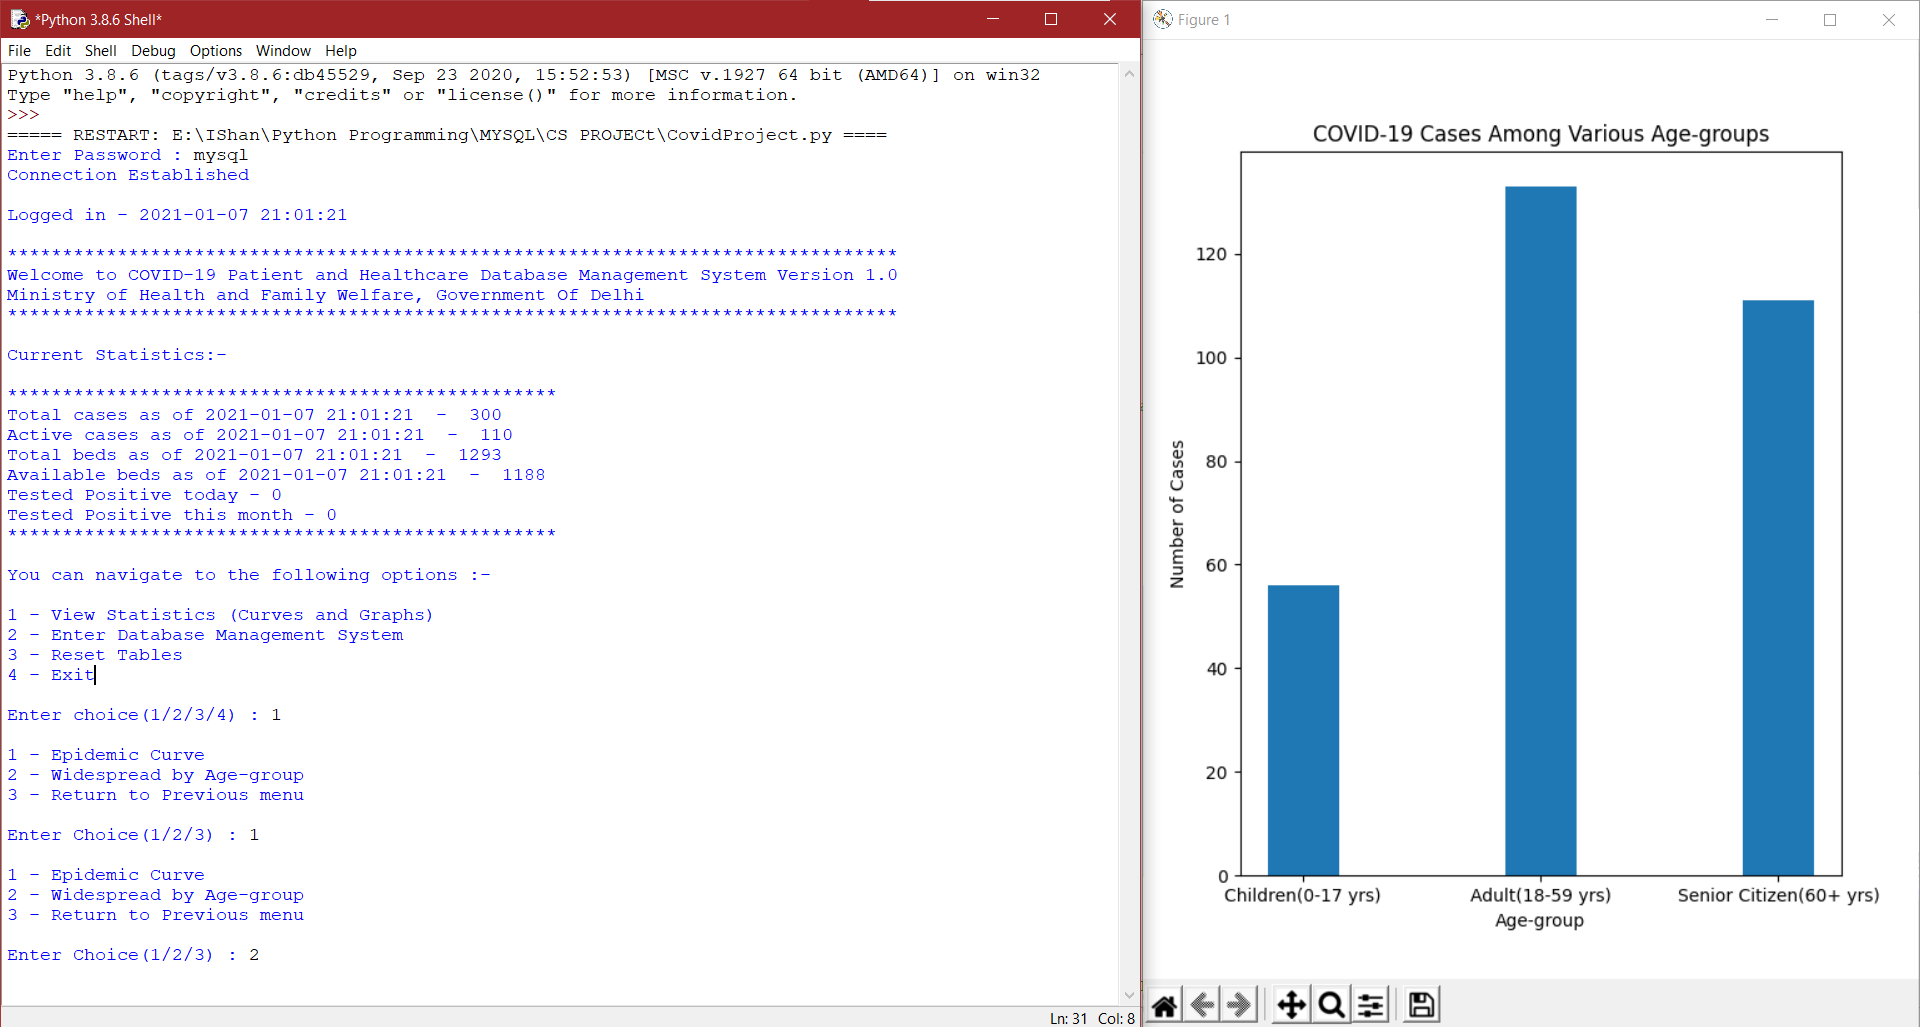 *Python 3.8.6 Shell*
File Edit Shell Debug Options Window Help
Python 3.8.6 (tags/v3.8.6:db45529, Sep 23 2020, 15:52:53) [MSC v.1927 64 bit (AMD64)] on win32
Type "help", "copyright", "credits" or "license()" for more information.
>>>
===== RESTART: E:\IShan\Python Programming\MYSQL\CS PROJECt\CovidProject.py ====
Enter Password : mysql
Connection Established
Logged in - 2021-01-07 21:01:21
*********************************************************************************
Welcome to COVID-19 Patient and Healthcare Database Management System Version 1.0
Ministry of Health and Family Welfare, Government Of Delhi
*********************************************************************************
Current Statistics:-
**************************************************
Total cases as of 2021-01-07 21:01:21  -  300
Active cases as of 2021-01-07 21:01:21  -  110
Total beds as of 2021-01-07 21:01:21  -  1293
Available beds as of 2021-01-07 21:01:21  -  1188
Tested Positive today - 0
Tested Positive this month - 0
**************************************************
You can navigate to the following options :-
1 - View Statistics (Curves and Graphs)
2 - Enter Database Management System
3 - Reset Tables
4 - Exit
Enter choice(1/2/3/4) : 1
1 - Epidemic Curve
2 - Widespread by Age-group
3 - Return to Previous menu
Enter Choice(1/2/3) : 1
1 - Epidemic Curve
2 - Widespread by Age-group
3 - Return to Previous menu
Enter Choice(1/2/3) : 2
Ln: 31 Col: 8
Figure 1
COVID-19 Cases Among Various Age-groups
Number of Cases
120
100
80
60
40
20
0
Children(0-17 yrs) Adult(18-59 yrs) Senior Citizen(60+ yrs)
Age-group